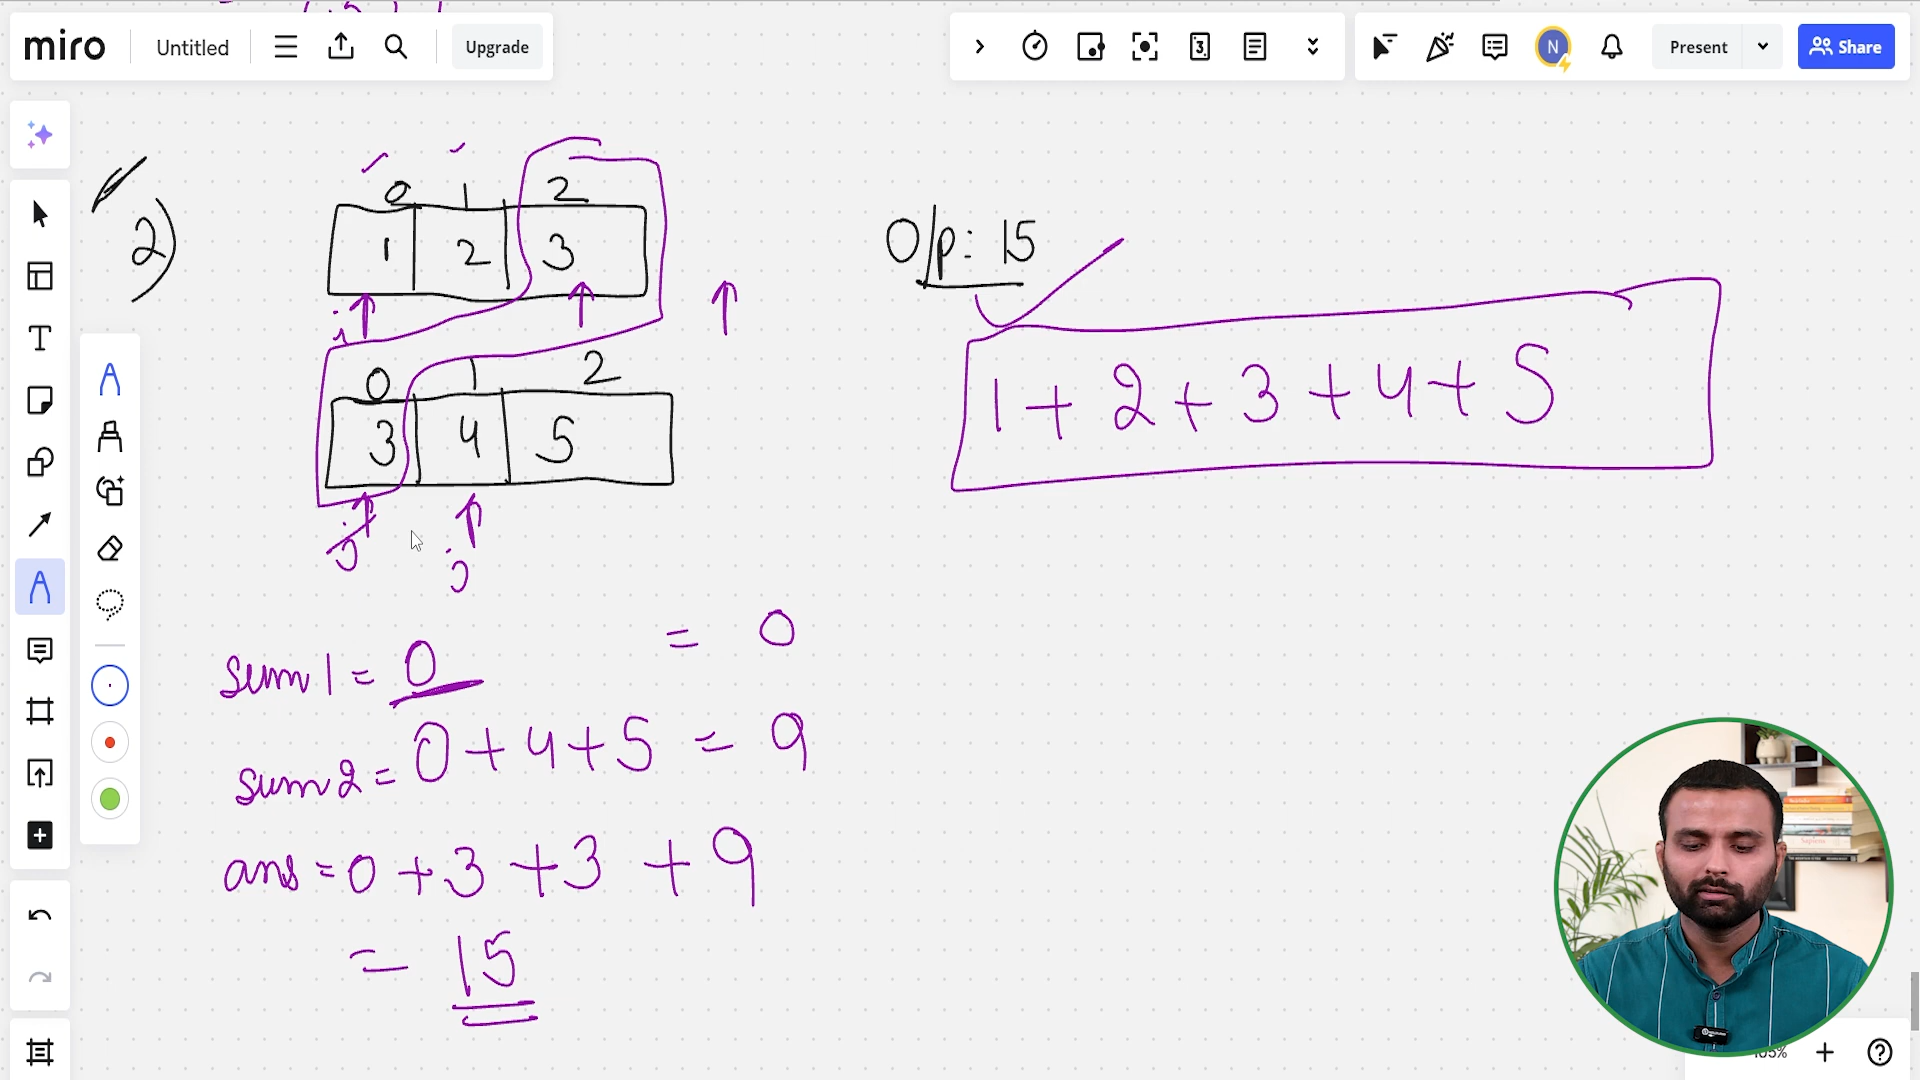 miro Untitled Upgrade 3 N Present Share
2)
0 1 2
1 2 3
O/p: 15
i
1 + 2 + 3 + 4 + 5
0 1 2
3 4 5
j j
sum1 = 0 = 0
sum2 = 0 + 4 + 5 = 9
ans = 0 + 3 + 3 + 9
= 15